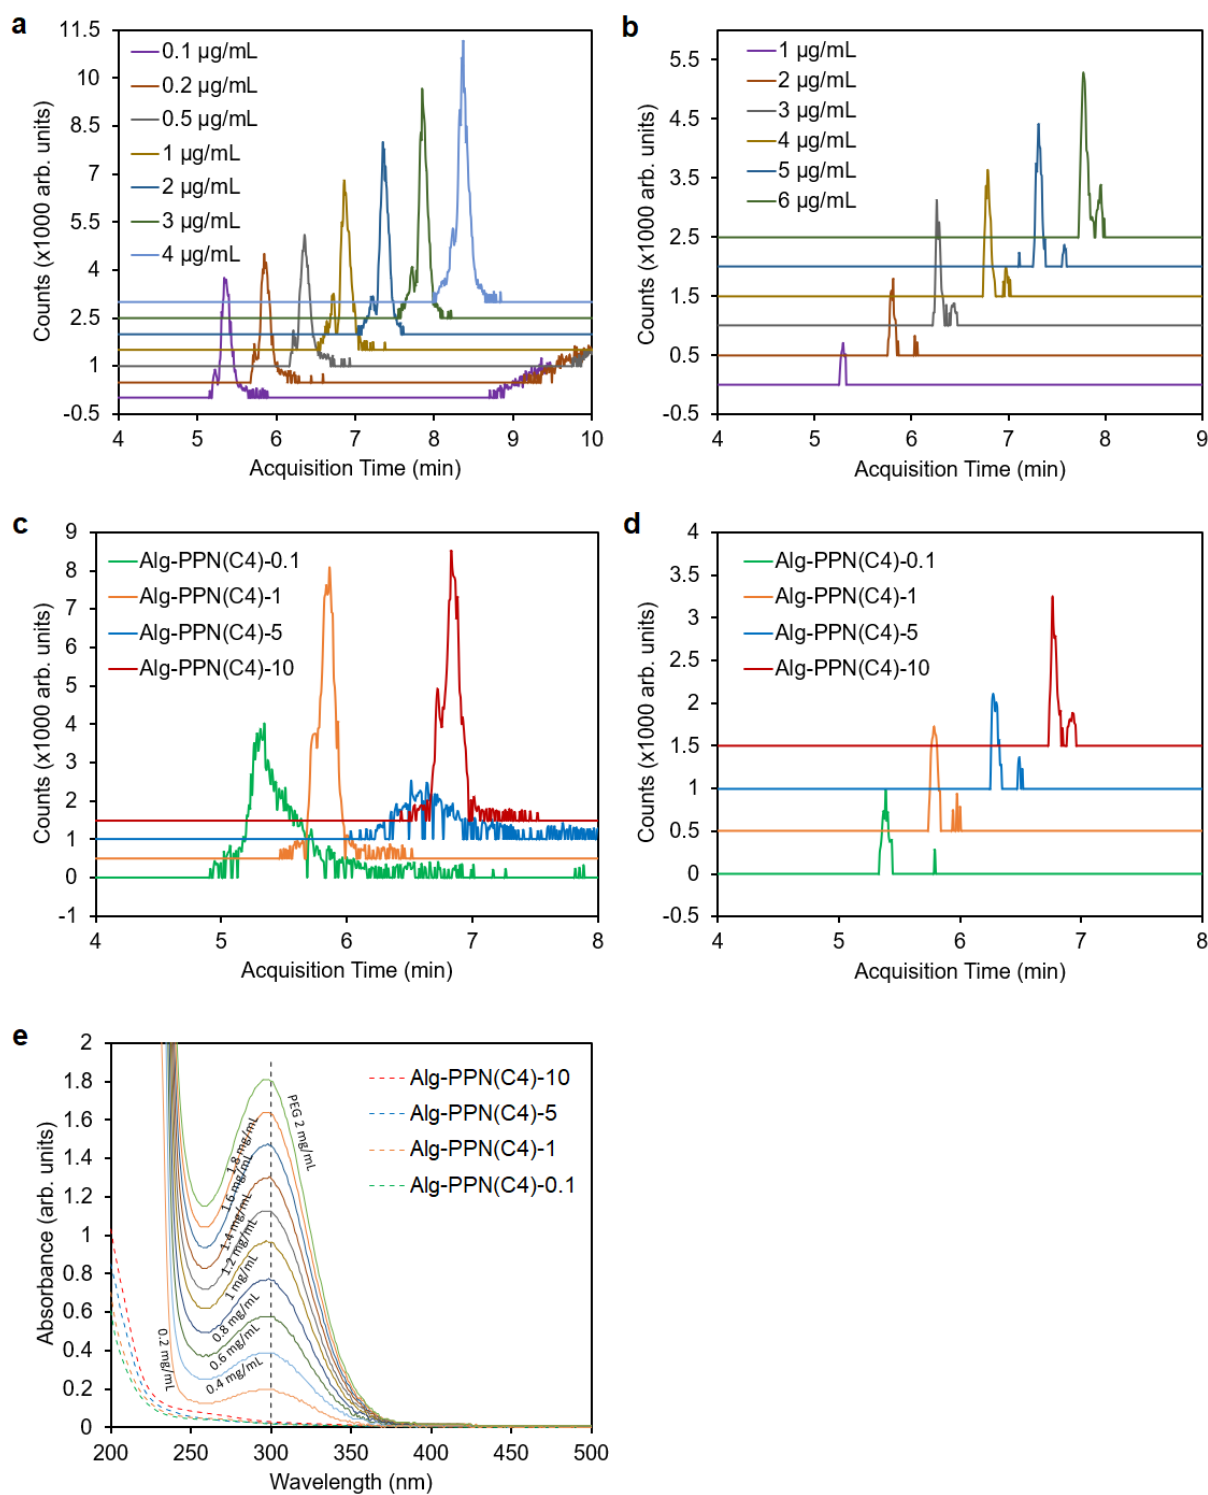 a
11.5
10
8.5
7
5.5
4
2.5
1
-0.5
Counts (x1000 arb. units)
0.1 µg/mL
0.2 µg/mL
0.5 µg/mL
1 µg/mL
2 µg/mL
3 µg/mL
4 µg/mL
4 5 6 7 8 9 10
Acquisition Time (min)
b
5.5
4.5
3.5
2.5
1.5
0.5
-0.5
Counts (x1000 arb. units)
1 µg/mL
2 µg/mL
3 µg/mL
4 µg/mL
5 µg/mL
6 µg/mL
4 5 6 7 8 9
Acquisition Time (min)
c
9
8
7
6
5
4
3
2
1
0
-1
Counts (x1000 arb. units)
Alg-PPN(C4)-0.1
Alg-PPN(C4)-1
Alg-PPN(C4)-5
Alg-PPN(C4)-10
4 5 6 7 8
Acquisition Time (min)
d
4
3.5
3
2.5
2
1.5
1
0.5
0
-0.5
Counts (x1000 arb. units)
Alg-PPN(C4)-0.1
Alg-PPN(C4)-1
Alg-PPN(C4)-5
Alg-PPN(C4)-10
4 5 6 7 8
Acquisition Time (min)
e
2
1.8
1.6
1.4
1.2
1
0.8
0.6
0.4
0.2
0
Absorbance (arb. units)
Alg-PPN(C4)-10
Alg-PPN(C4)-5
Alg-PPN(C4)-1
Alg-PPN(C4)-0.1
PEG 2 mg/mL
1.8 mg/mL
1.6 mg/mL
1.4 mg/mL
1.2 mg/mL
1 mg/mL
0.8 mg/mL
0.6 mg/mL
0.4 mg/mL
0.2 mg/mL
200 250 300 350 400 450 500
Wavelength (nm)